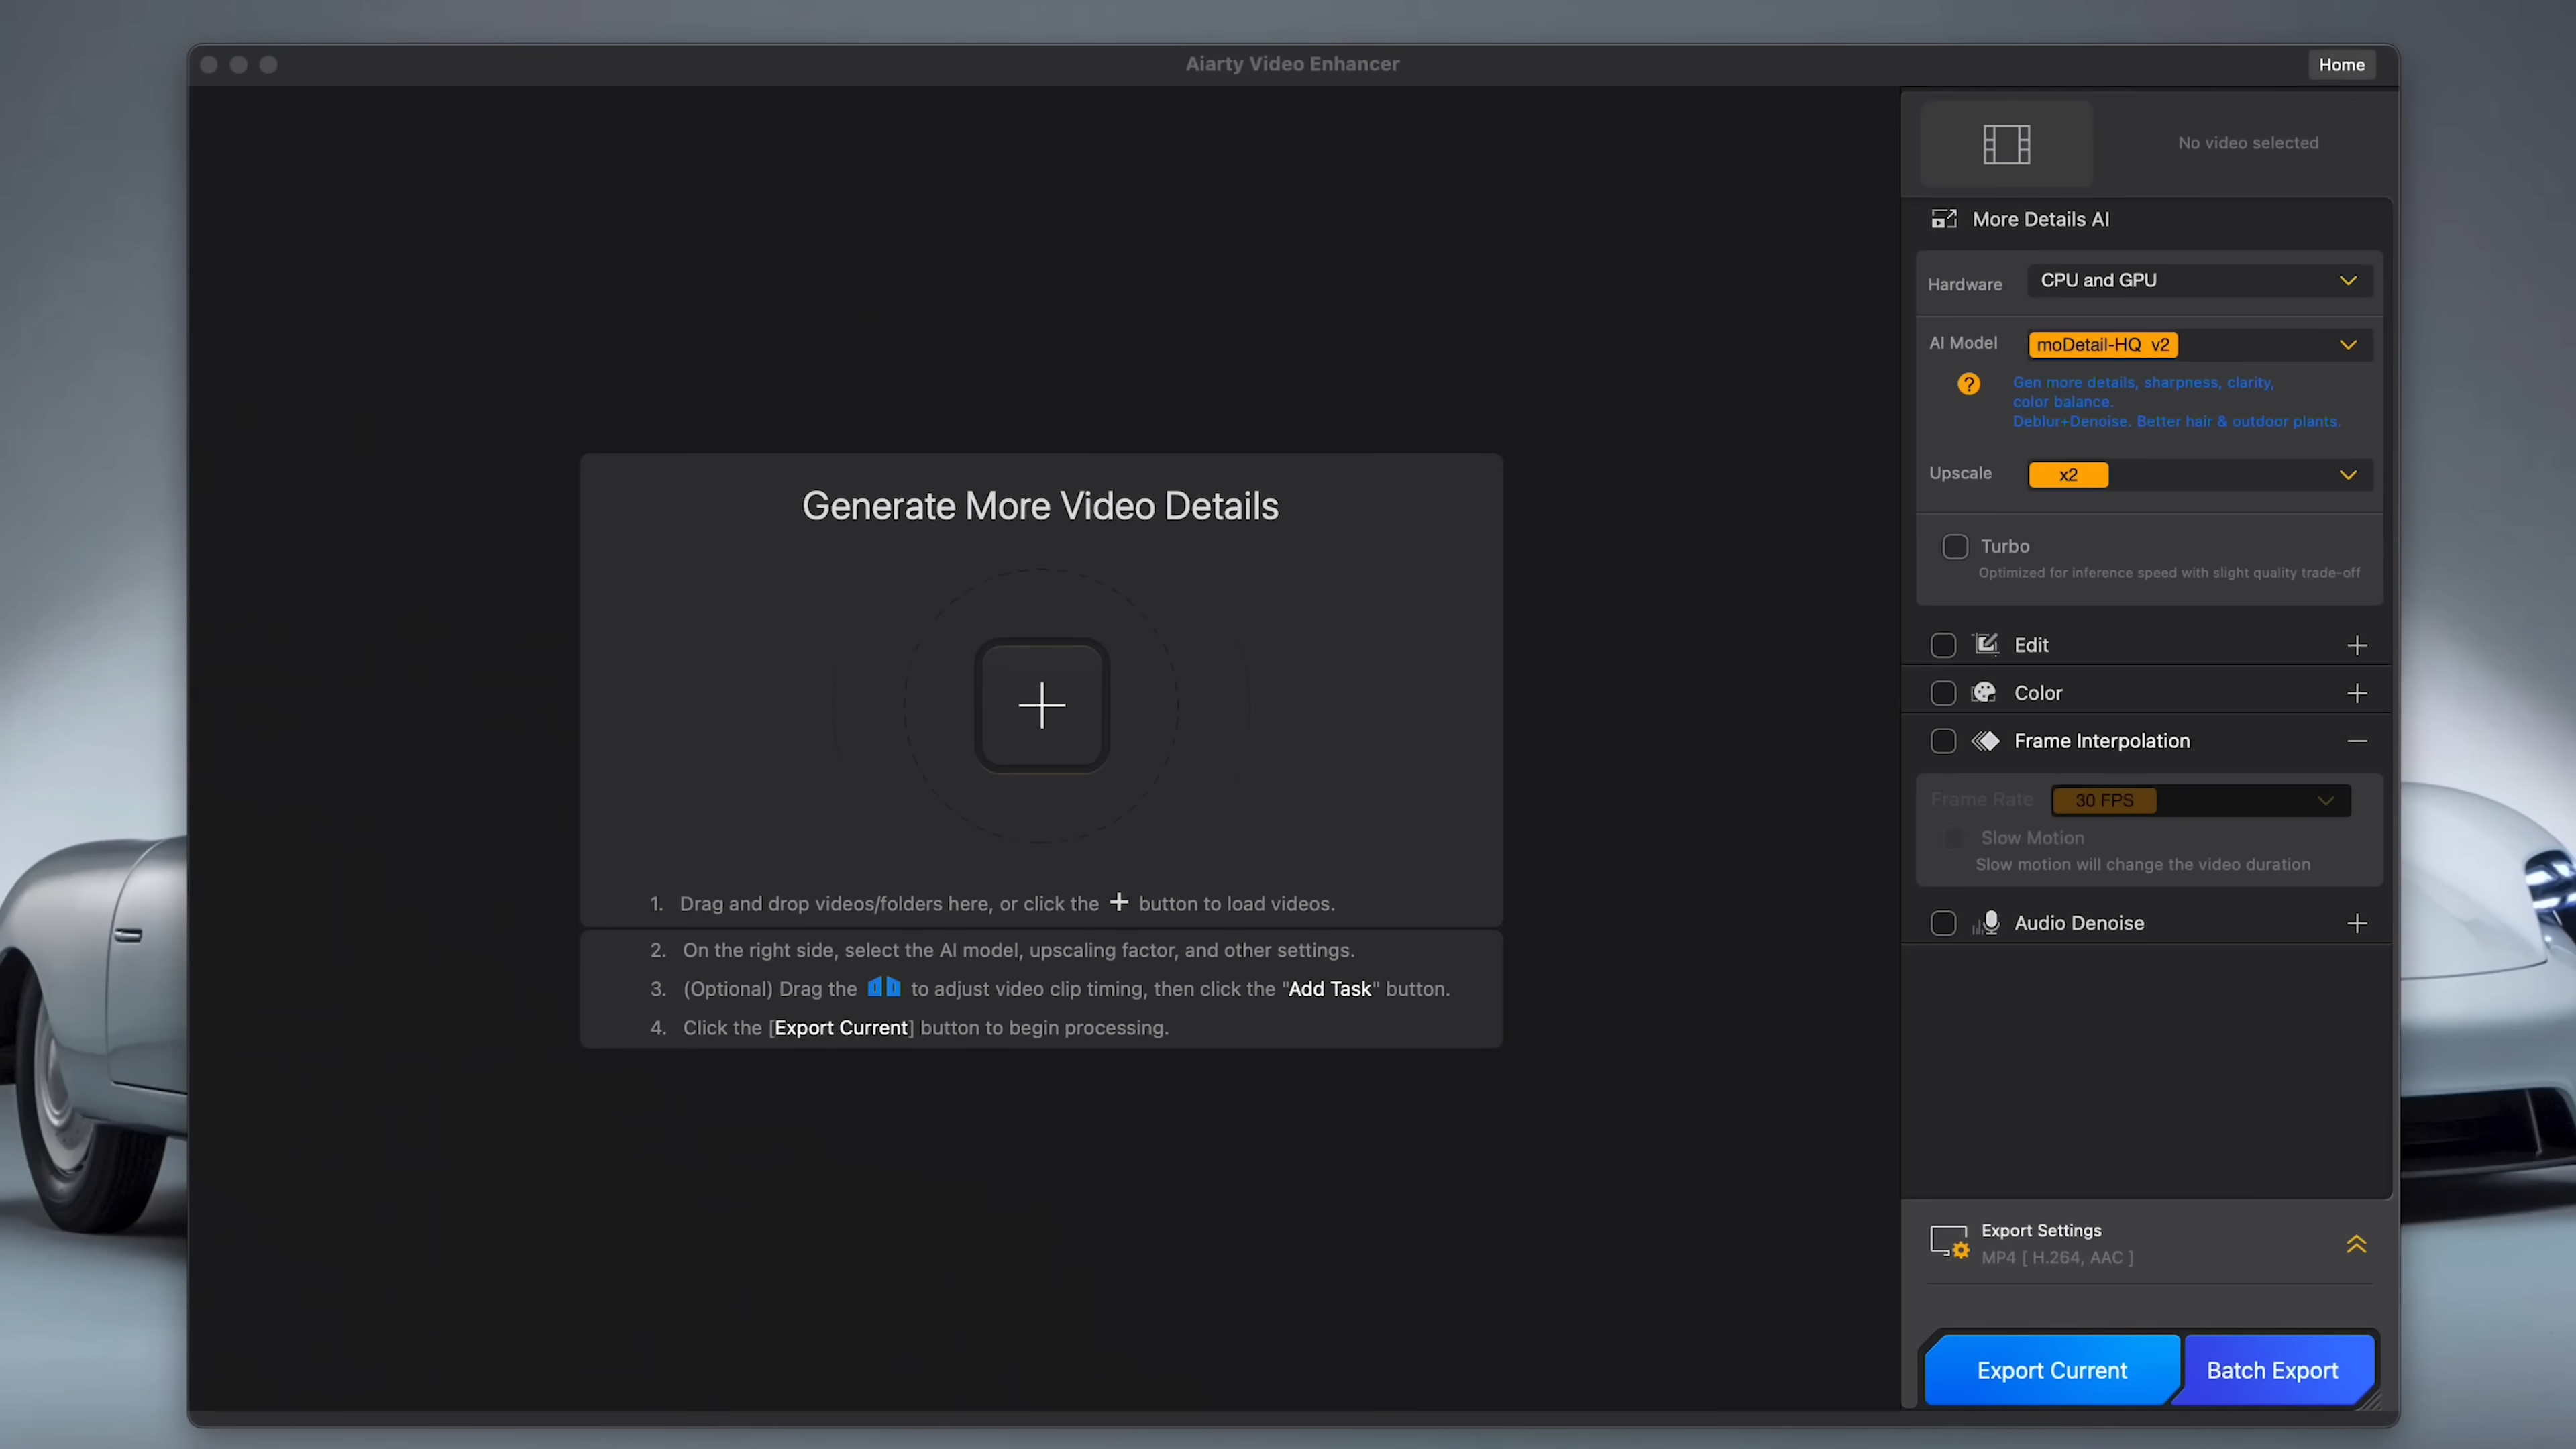 Aiarty Video Enhancer
Home
No video selected
More Details AI
Hardware
CPU and GPU
AI Model
moDetail-HQ v2
?
Gen more details, sharpness, clarity,
color balance.
Deblur+Denoise. Better hair & outdoor plants.
Upscale
x2
Turbo
Optimized for inference speed with slight quality trade-off
Edit
Color
Frame Interpolation
Frame Rate
30 FPS
Slow Motion
Slow motion will change the video duration
Audio Denoise
Generate More Video Details
1. Drag and drop videos/folders here, or click the + button to load videos.
2. On the right side, select the AI model, upscaling factor, and other settings.
3. (Optional) Drag the to adjust video clip timing, then click the "Add Task" button.
4. Click the [Export Current] button to begin processing.
Export Settings
MP4 [ H.264, AAC ]
Export Current
Batch Export